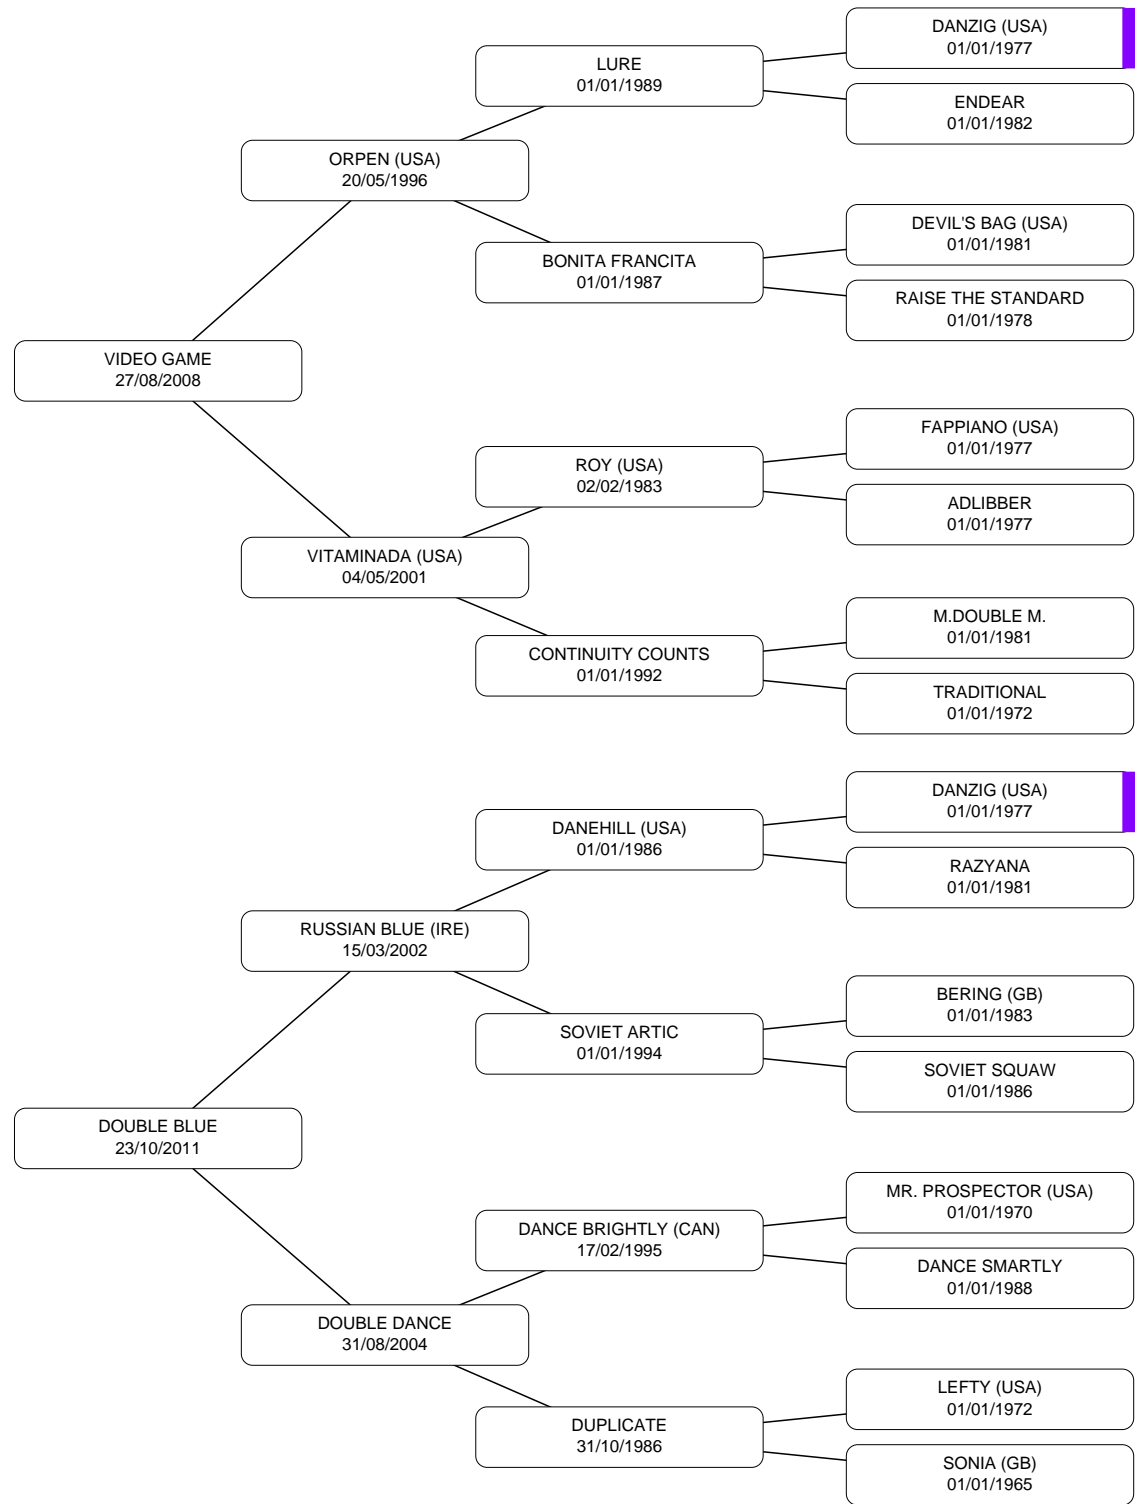 DANZIG (USA)
01/01/1977
LURE
01/01/1989
ENDEAR
01/01/1982
ORPEN (USA)
20/05/1996
DEVIL'S BAG (USA)
01/01/1981
BONITA FRANCITA
01/01/1987
RAISE THE STANDARD
01/01/1978
VIDEO GAME
27/08/2008
FAPPIANO (USA)
01/01/1977
ROY (USA)
02/02/1983
ADLIBBER
01/01/1977
VITAMINADA (USA)
04/05/2001
M.DOUBLE M.
01/01/1981
CONTINUITY COUNTS
01/01/1992
TRADITIONAL
01/01/1972
DANZIG (USA)
01/01/1977
DANEHILL (USA)
01/01/1986
RAZYANA
01/01/1981
RUSSIAN BLUE (IRE)
15/03/2002
BERING (GB)
01/01/1983
SOVIET ARTIC
01/01/1994
SOVIET SQUAW
01/01/1986
DOUBLE BLUE
23/10/2011
MR. PROSPECTOR (USA)
01/01/1970
DANCE BRIGHTLY (CAN)
17/02/1995
DANCE SMARTLY
01/01/1988
DOUBLE DANCE
31/08/2004
LEFTY (USA)
01/01/1972
DUPLICATE
31/10/1986
SONIA (GB)
01/01/1965